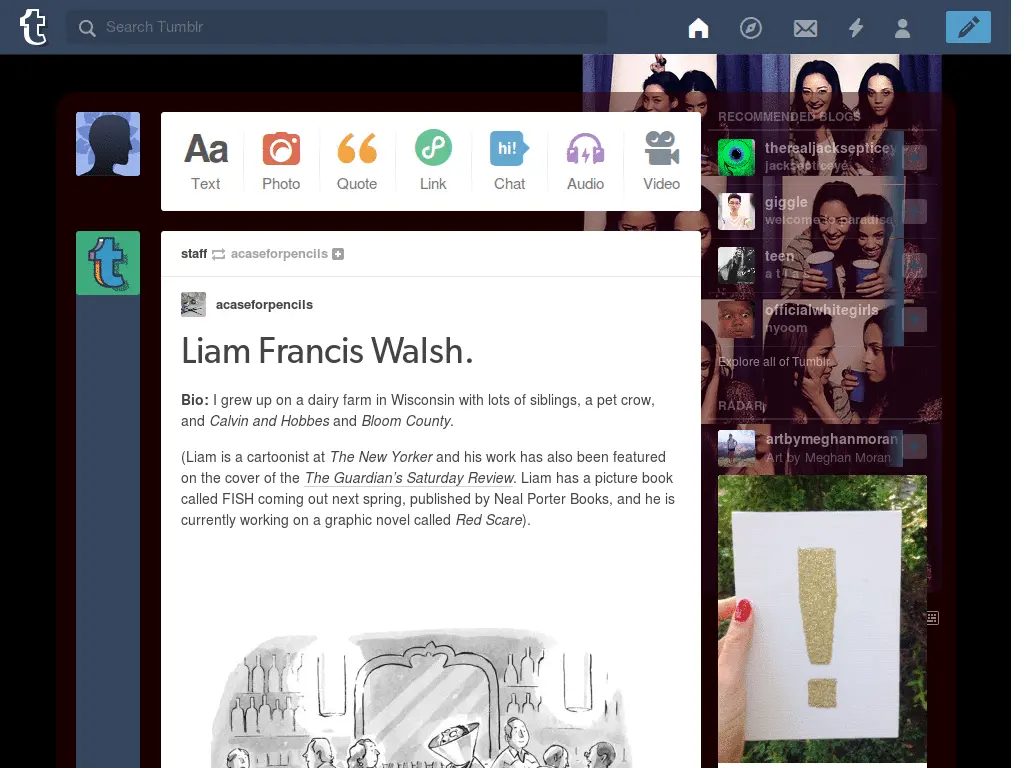 Search Tumblr
Aa
Text
Photo
Quote
Link
hi!
Chat
Audio
Video
staff acaseforpencils
acaseforpencils
Liam Francis Walsh.
Bio: I grew up on a dairy farm in Wisconsin with lots of siblings, a pet crow,
and Calvin and Hobbes and Bloom County.
(Liam is a cartoonist at The New Yorker and his work has also been featured
on the cover of the The Guardian’s Saturday Review. Liam has a picture book
called FISH coming out next spring, published by Neal Porter Books, and he is
currently working on a graphic novel called Red Scare).
RECOMMENDED BLOGS
therealjacksepticey
jacksepticeye
giggle
welcome to paradise
teen
a t l a s
officialwhitegirls
nyoom
Explore all of Tumblr
RADAR
artbymeghanmoran
Art by Meghan Moran
!